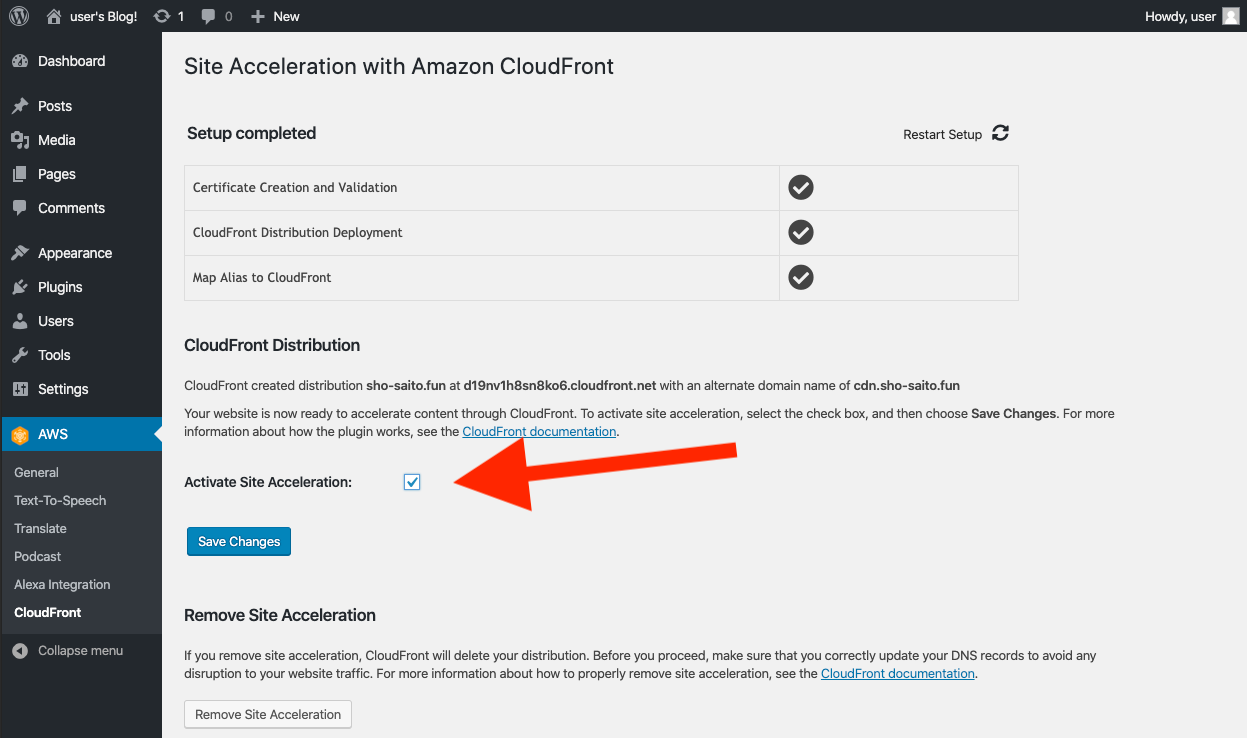 user's Blog! 1 0 New Howdy, user
Dashboard
Posts
Media
Pages
Comments
Appearance
Plugins
Users
Tools
Settings
AWS
General
Text-To-Speech
Translate
Podcast
Alexa Integration
CloudFront
Collapse menu
Site Acceleration with Amazon CloudFront
Setup completed Restart Setup
Certificate Creation and Validation
CloudFront Distribution Deployment
Map Alias to CloudFront
CloudFront Distribution
CloudFront created distribution sho-saito.fun at d19nv1h8sn8ko6.cloudfront.net with an alternate domain name of cdn.sho-saito.fun
Your website is now ready to accelerate content through CloudFront. To activate site acceleration, select the check box, and then choose Save Changes. For more
information about how the plugin works, see the CloudFront documentation.
Activate Site Acceleration:
Save Changes
Remove Site Acceleration
If you remove site acceleration, CloudFront will delete your distribution. Before you proceed, make sure that you correctly update your DNS records to avoid any
disruption to your website traffic. For more information about how to properly remove site acceleration, see the CloudFront documentation.
Remove Site Acceleration